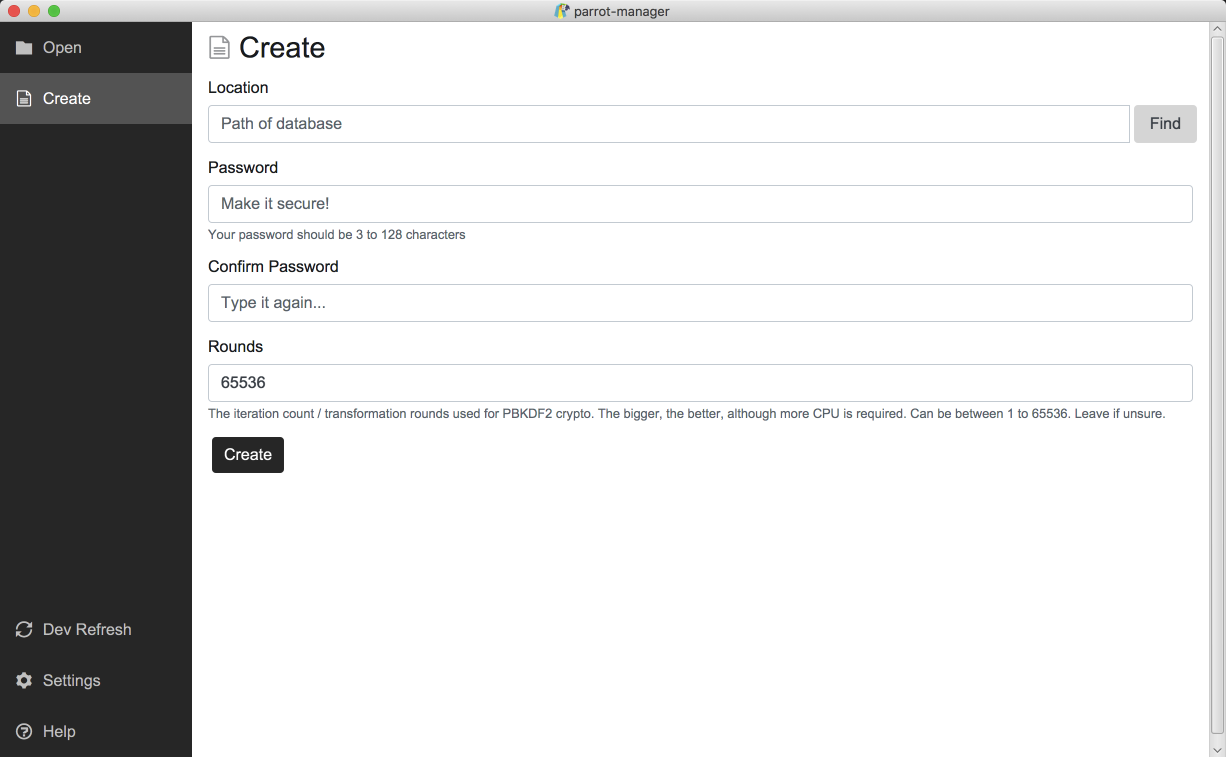 parrot-manager
Open
Create
Dev Refresh
Settings
Help
Create
Location
Path of database
Find
Password
Make it secure!
Your password should be 3 to 128 characters
Confirm Password
Type it again...
Rounds
65536
The iteration count / transformation rounds used for PBKDF2 crypto. The bigger, the better, although more CPU is required. Can be between 1 to 65536. Leave if unsure.
Create